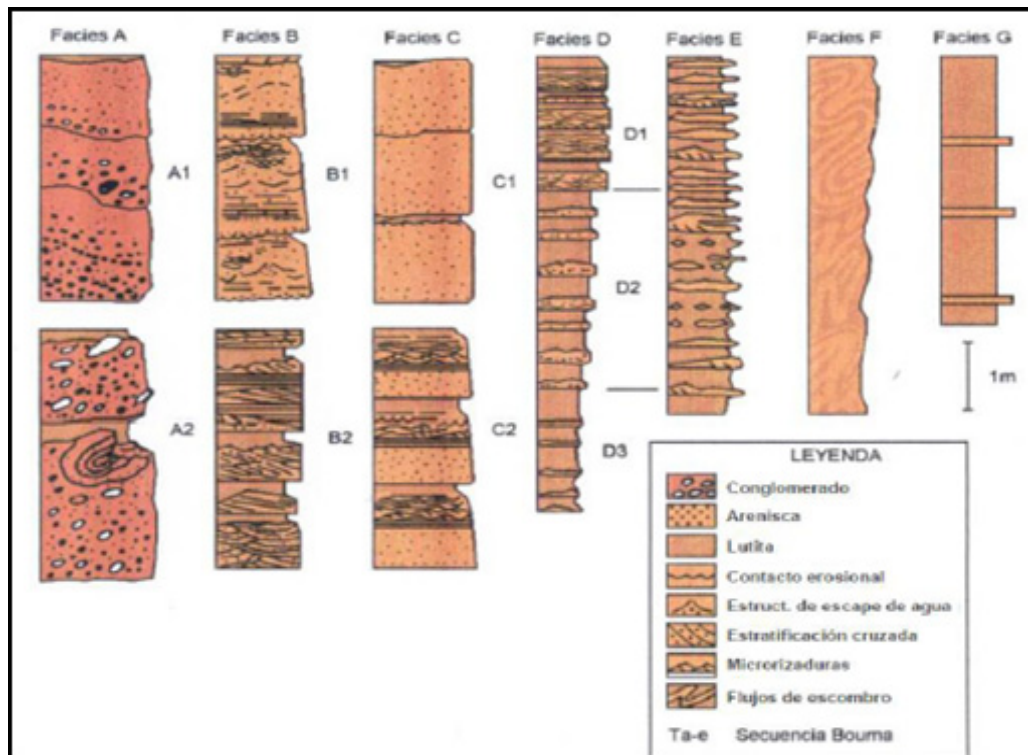 Facies A
Facies B
Facies C
Facies D
Facies E
Facies F
Facies G
A1
B1
C1
D1
D2
A2
B2
C2
D3
1m
LEYENDA
Conglomerado
Arenisca
Lutita
Contacto erosional
Estruct. de escape de agua
Estratificación cruzada
Microrizaduras
Flujos de escombro
Ta-e Secuencia Bouma